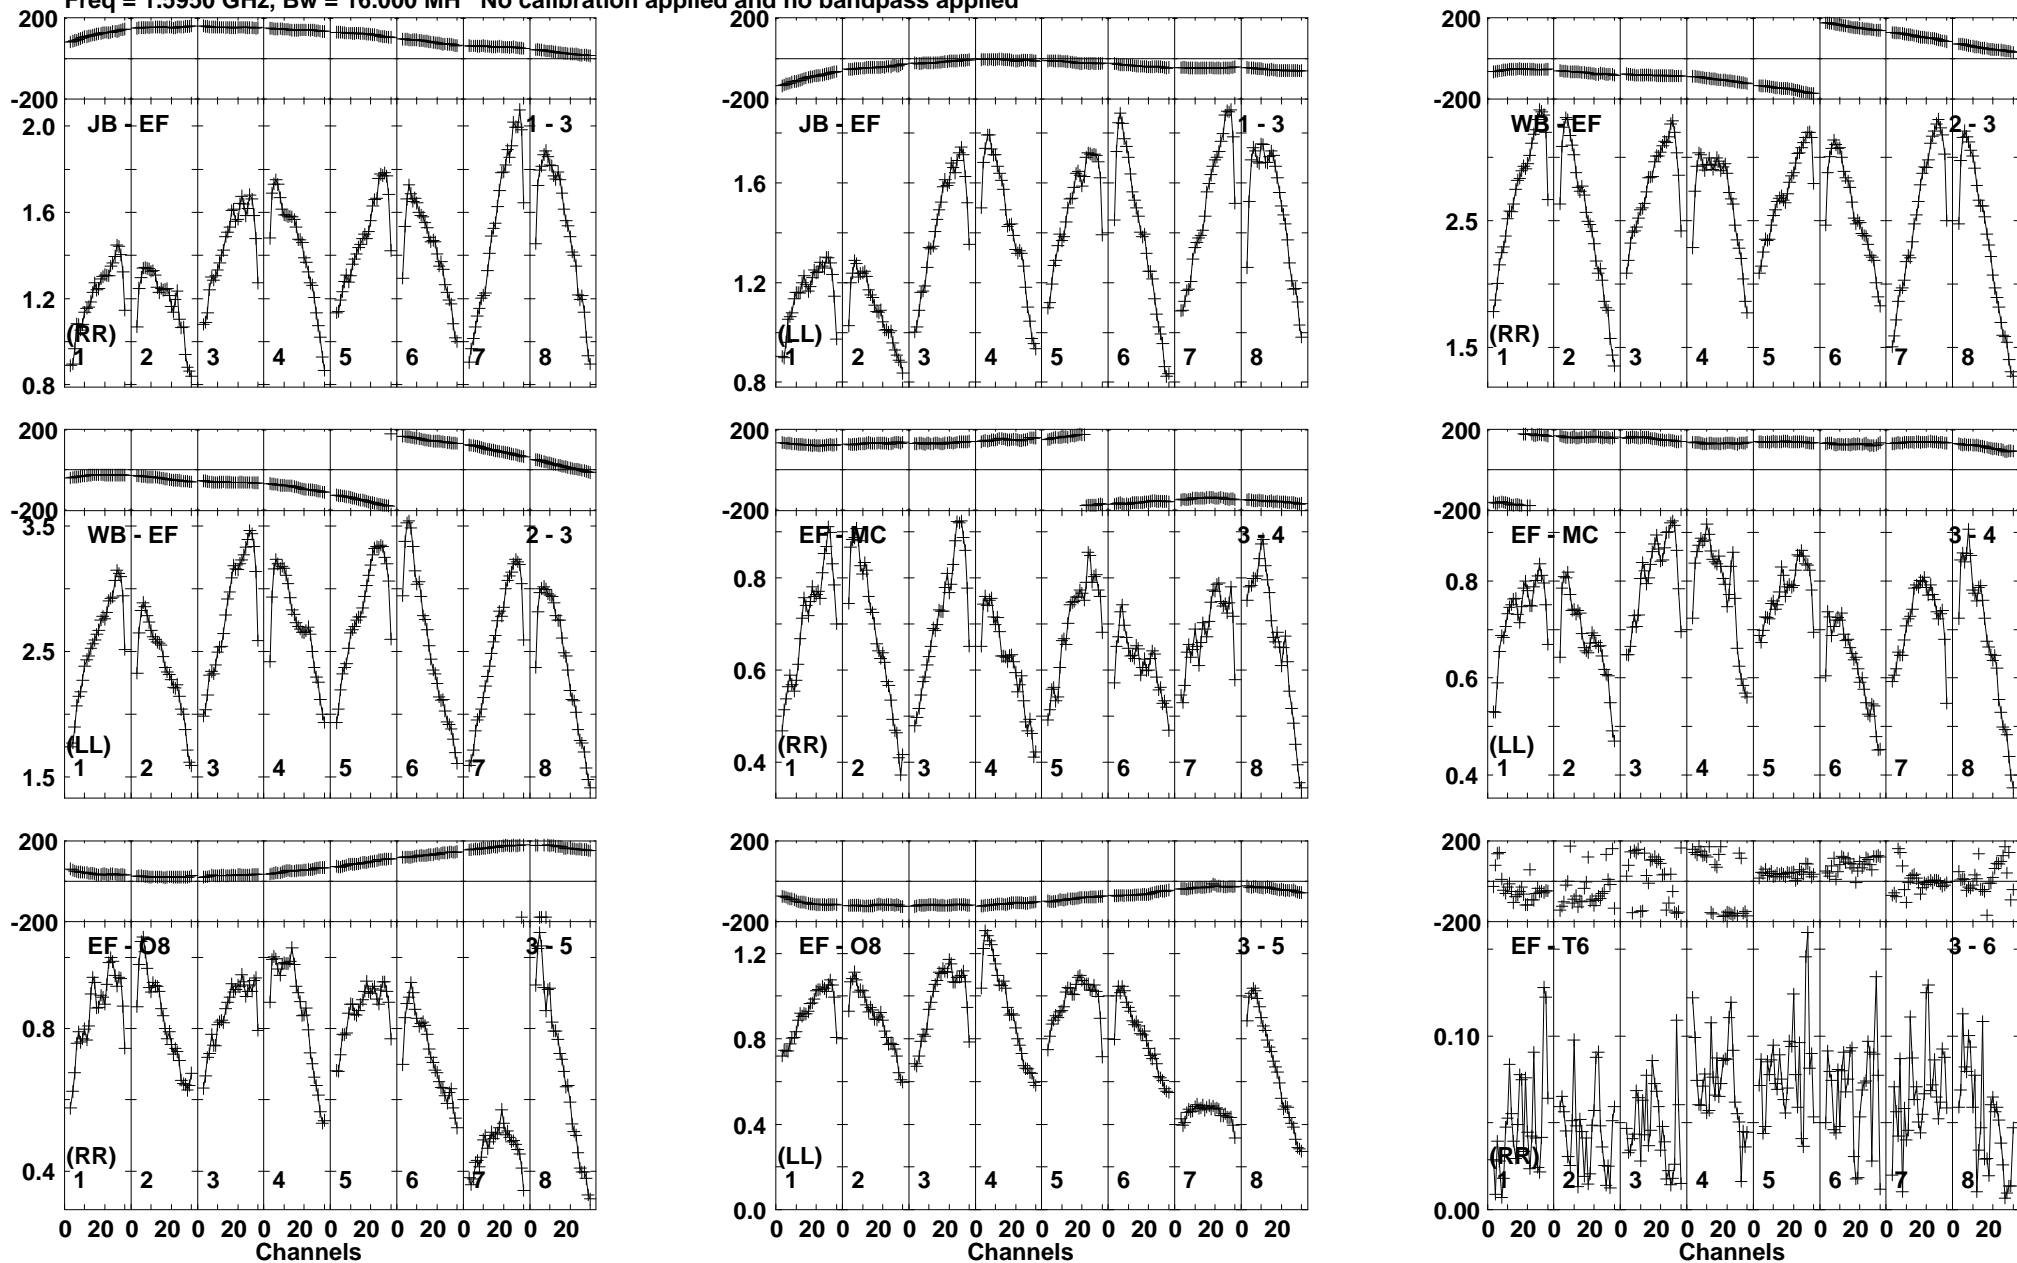 Freq = 1.5950 GHz, Bw = 16.000 MH No calibration applied and no bandpass applied
200 200 200
-200 -200 -200
JB - EF 1 - 3 JB - EF 1 - 3 WB - EF 2 - 3
2.0
1.6 1.6 2.5
1.2 1.2
(RR) (LL) (RR) 1.5
1 2 3 4 5 6 7 8 1 2 3 4 5 6 7 8 1 2 3 4 5 6 7 8
0.8 0.8
200 200 200
-200 -200 -200
3.5
WB - EF 2 - 3 EF - MC 3 - 4 EF - MC 3 - 4
0.8 0.8
2.5 0.6 0.6
(LL) (RR) (LL)
1.5 0.4 0.4
1 2 3 4 5 6 7 8 1 2 3 4 5 6 7 8 1 2 3 4 5 6 7 8
200 200 200
-200 -200 -200
EF - O8 3 - 5 EF - O8 3 - 5 EF - T6 3 - 6
1.2
0.8 0.8 0.10
0.4 0.4
(RR) (LL) (RR)
1 2 3 4 5 6 7 8 1 2 3 4 5 6 7 8 1 2 3 4 5 6 7 8
0.0 0.00
0 20 0 20 0 20 0 20 0 20 0 20 0 20 0 20 0 20 0 20 0 20 0 20 0 20 0 20 0 20 0 20 0 20 0 20 0 20 0 20 0 20 0 20 0 20 0 20
Channels Channels Channels